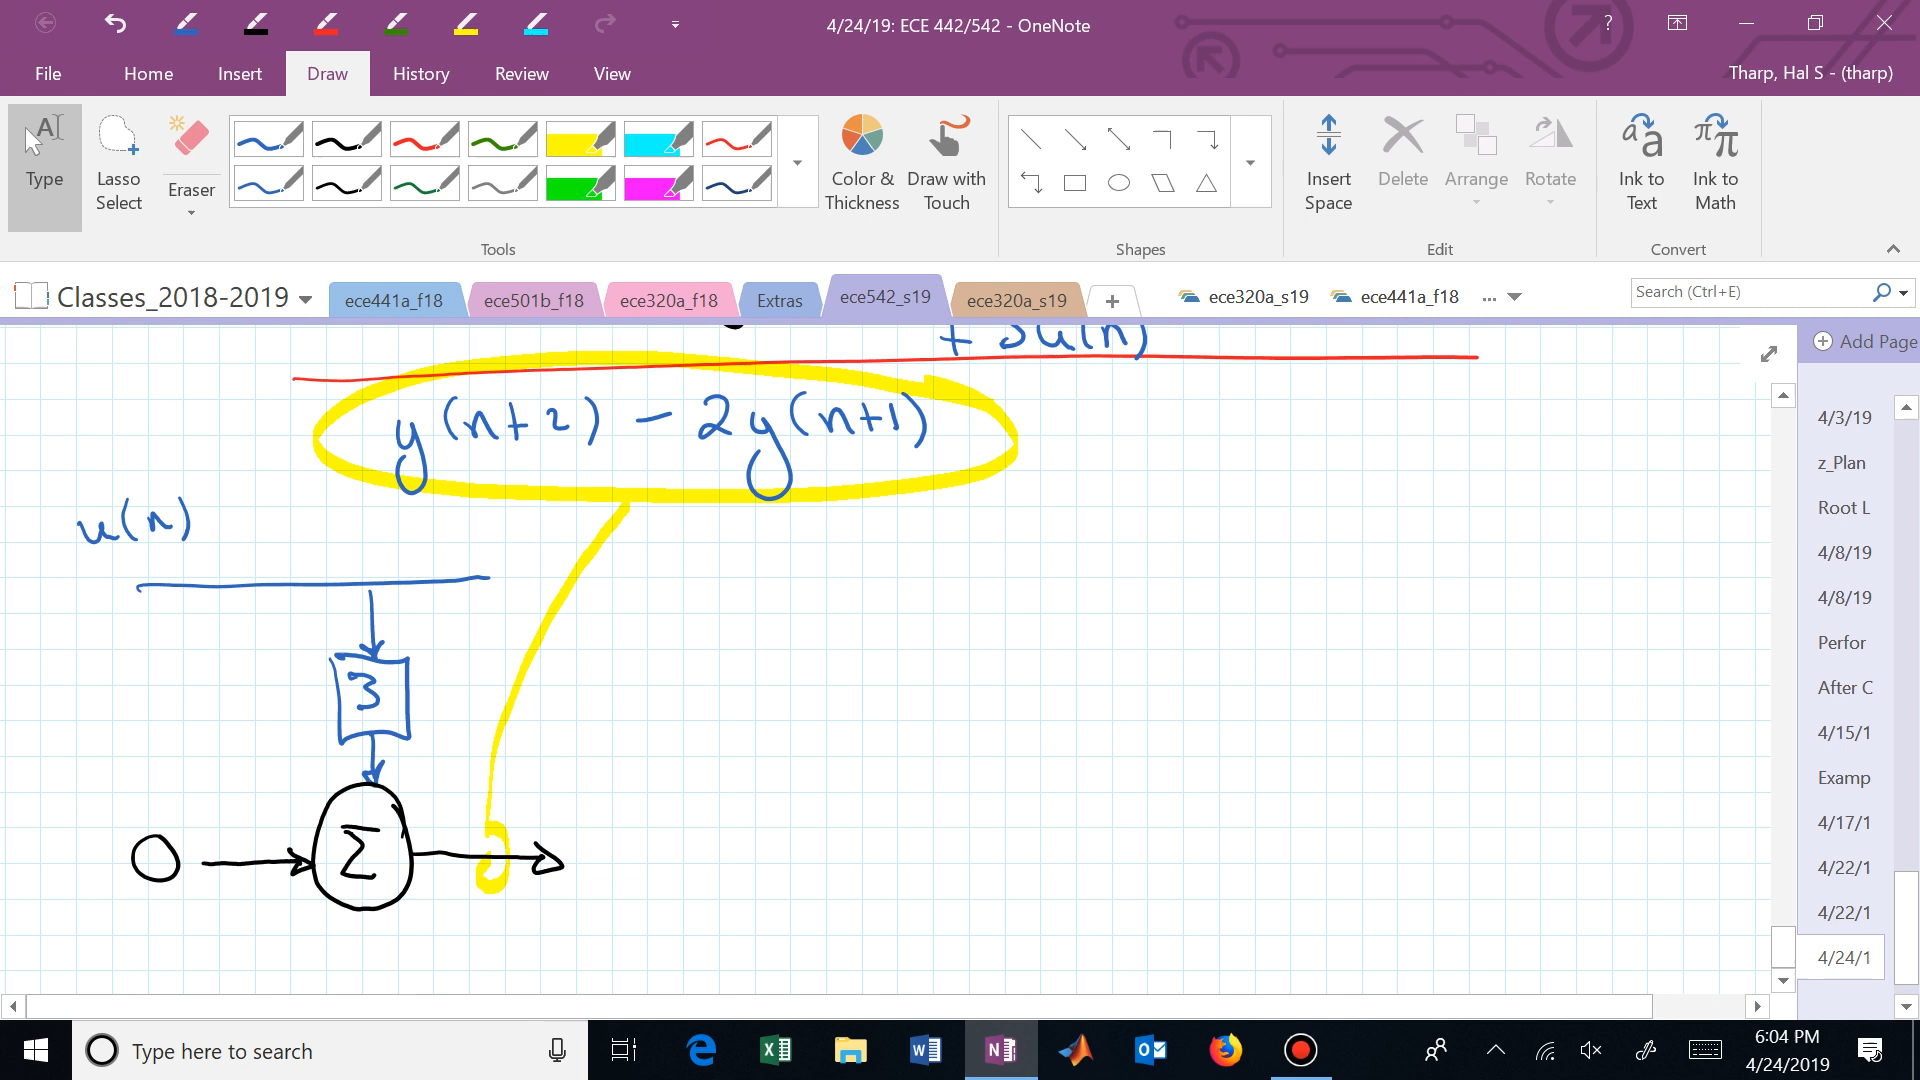 4/24/19: ECE 442/542 - OneNote
?
File Home Insert Draw History Review View
Tharp, Hal S - (tharp)
Type
Lasso Select
Eraser
Color & Thickness
Draw with Touch
Insert Space
Delete
Arrange
Rotate
Ink to Text
Ink to Math
Tools
Shapes
Edit
Convert
Classes_2018-2019
ece441a_f18
ece501b_f18
ece320a_f18
Extras
ece542_s19
ece320a_s19
+
ece320a_s19
ece441a_f18
...
Search (Ctrl+E)
Add Page
+ 3u(n)
y(n+2) - 2y(n+1)
u(n)
3
Σ
4/3/19
z_Plan
Root L
4/8/19
4/8/19
Perfor
After C
4/15/1
Examp
4/17/1
4/22/1
4/22/1
4/24/1
Type here to search
6:04 PM
4/24/2019